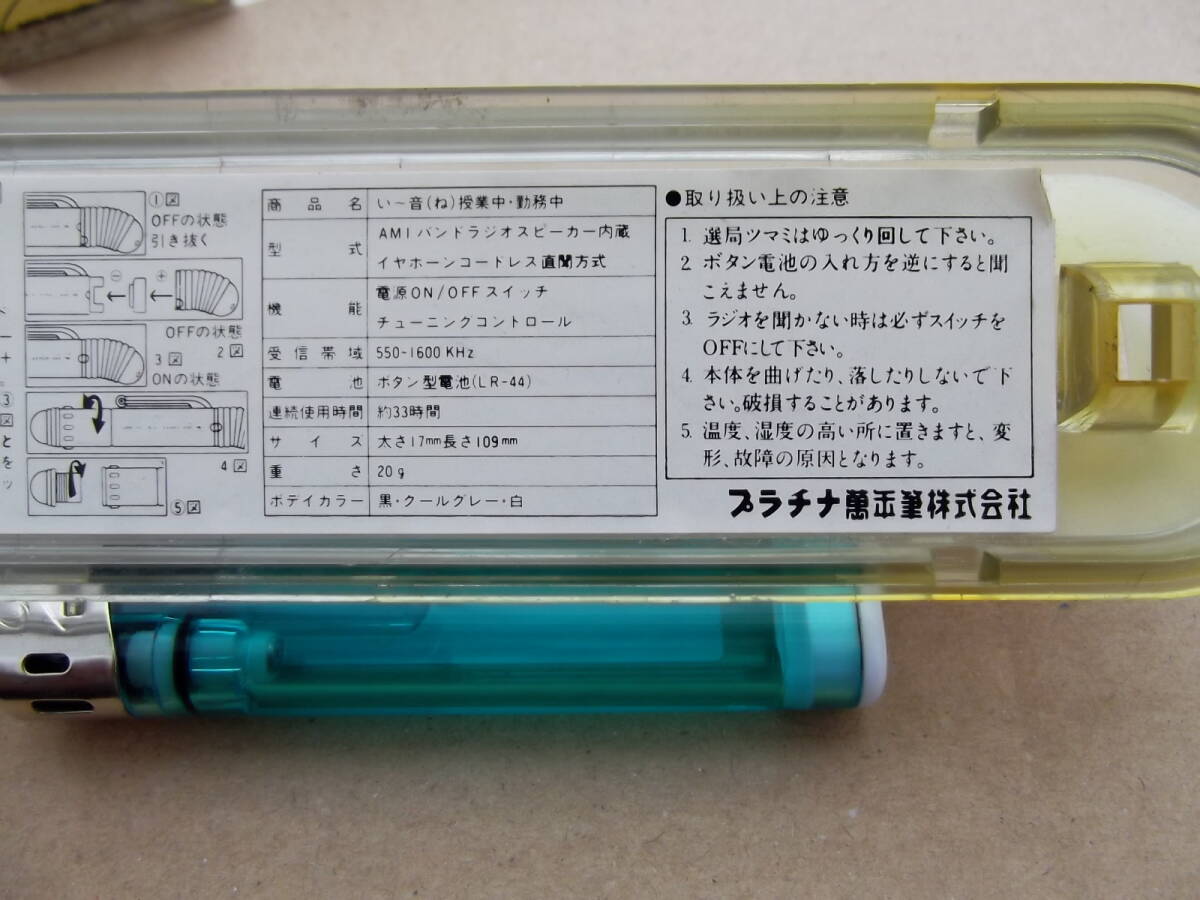 ①図
OFFの状態
引き抜く
OFFの状態
2図
3図
ONの状態
4図
⑤図
③
図
と
を
ッ
商品名 い〜音(ね)授業中・勤務中
型式 AM1バンドラジオスピーカー内蔵
イヤホーンコードレス直聞方式
機能 電源ON/OFFスイッチ
チューニングコントロール
受信帯域 550-1600KHz
電池 ボタン型電池(LR-44)
連続使用時間 約33時間
サイズ 太さ17mm長さ109mm
重さ 20g
ボデイカラー 黒・クールグレー・白
●取り扱い上の注意
1. 選局ツマミはゆっくり回して下さい。
2. ボタン電池の入れ方を逆にすると聞
こえません。
3. ラジオを聞かない時は必ずスイッチを
OFFにして下さい。
4. 本体を曲げたり、落したりしないで下
さい。破損することがあります。
5. 温度、湿度の高い所に置きますと、変
形、故障の原因となります。
プラチナ萬年筆株式会社